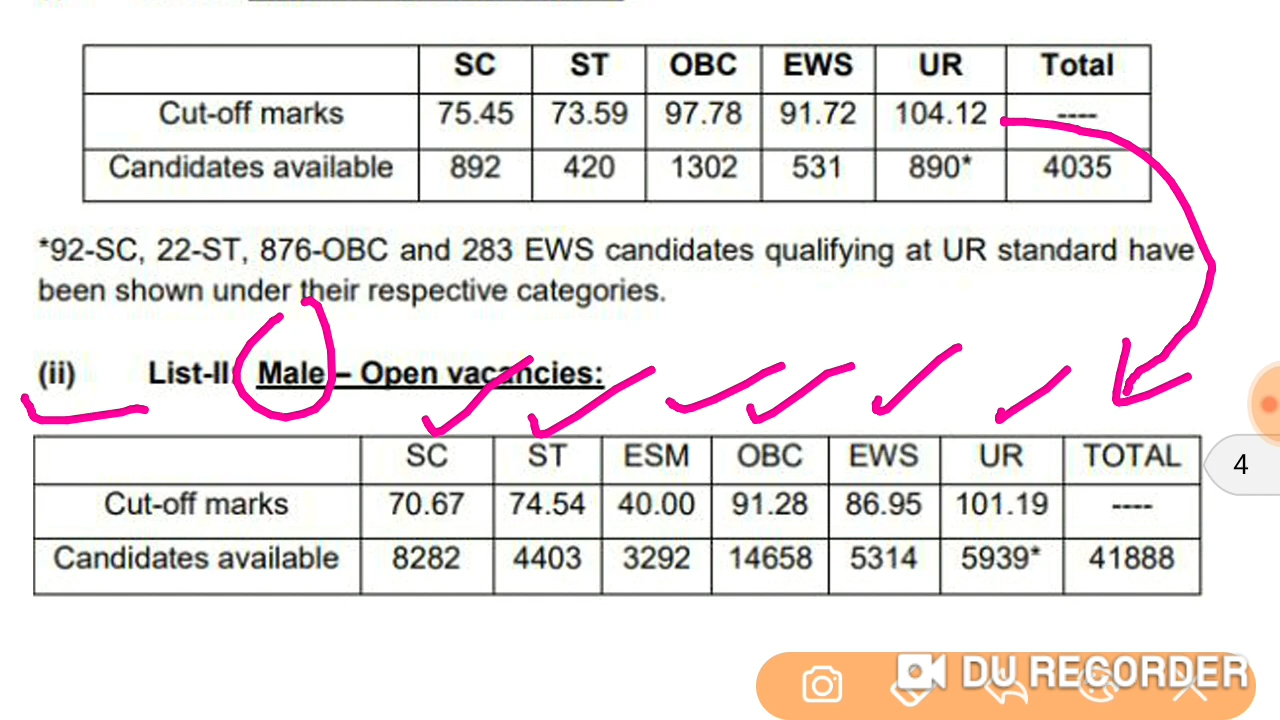 SC ST OBC EWS UR Total
Cut-off marks 75.45 73.59 97.78 91.72 104.12 ----
Candidates available 892 420 1302 531 890* 4035
*92-SC, 22-ST, 876-OBC and 283 EWS candidates qualifying at UR standard have
been shown under their respective categories.
(ii) List-II: Male – Open vacancies:
SC ST ESM OBC EWS UR TOTAL
Cut-off marks 70.67 74.54 40.00 91.28 86.95 101.19 ----
Candidates available 8282 4403 3292 14658 5314 5939* 41888
4
DU RECORDER